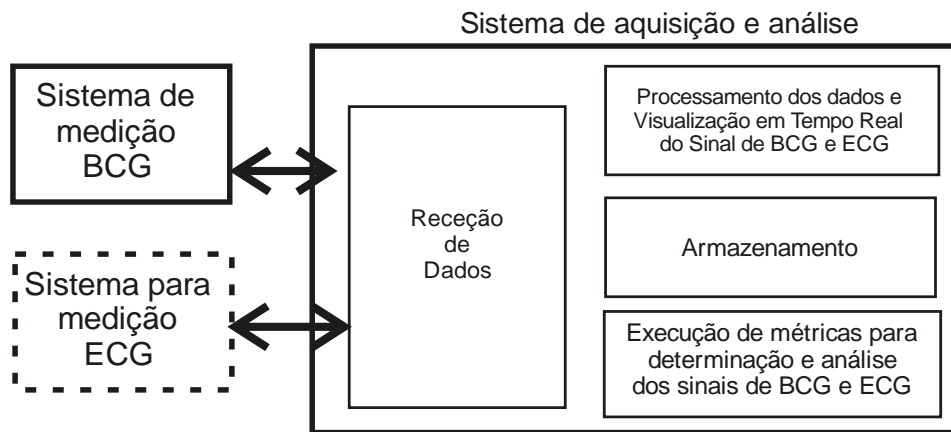 Sistema de aquisição e análise
Sistema de
medição
BCG
Sistema para
medição
ECG
Receção
de
Dados
Processamento dos dados e
Visualização em Tempo Real
do Sinal de BCG e ECG
Armazenamento
Execução de métricas para
determinação e análise
dos sinais de BCG e ECG